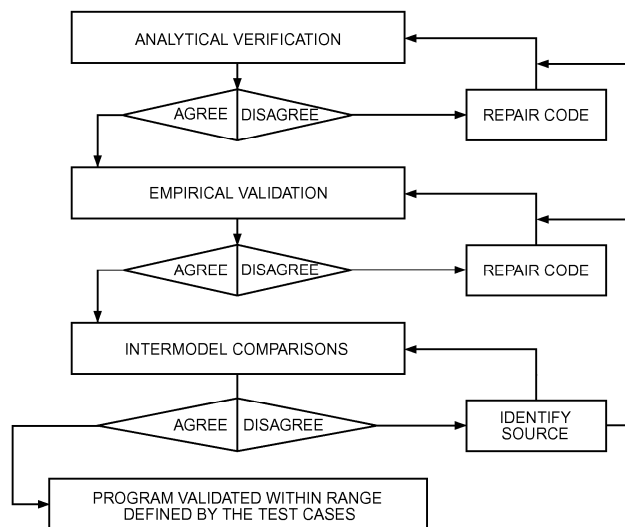 ANALYTICAL VERIFICATION
AGREE DISAGREE
REPAIR CODE
EMPIRICAL VALIDATION
AGREE DISAGREE
REPAIR CODE
INTERMODEL COMPARISONS
AGREE DISAGREE
IDENTIFY
SOURCE
PROGRAM VALIDATED WITHIN RANGE
DEFINED BY THE TEST CASES